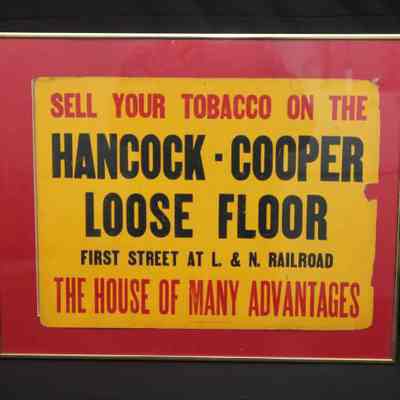 SELL YOUR TOBACCO ON THE
HANCOCK · COOPER
LOOSE FLOOR
FIRST STREET AT L. & N. RAILROAD
THE HOUSE OF MANY ADVANTAGES